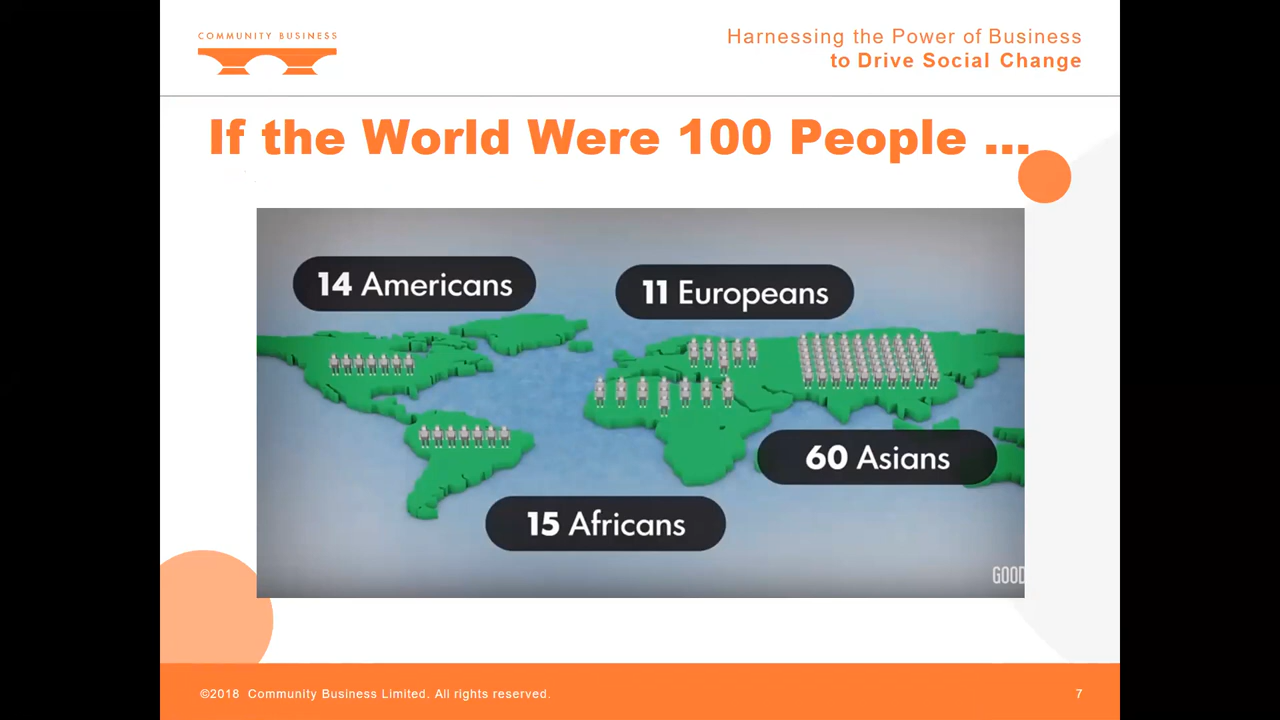 COMMUNITY BUSINESS
Harnessing the Power of Business
to Drive Social Change
If the World Were 100 People ...
14 Americans
11 Europeans
60 Asians
15 Africans
GOOD
©2018 Community Business Limited. All rights reserved.
7